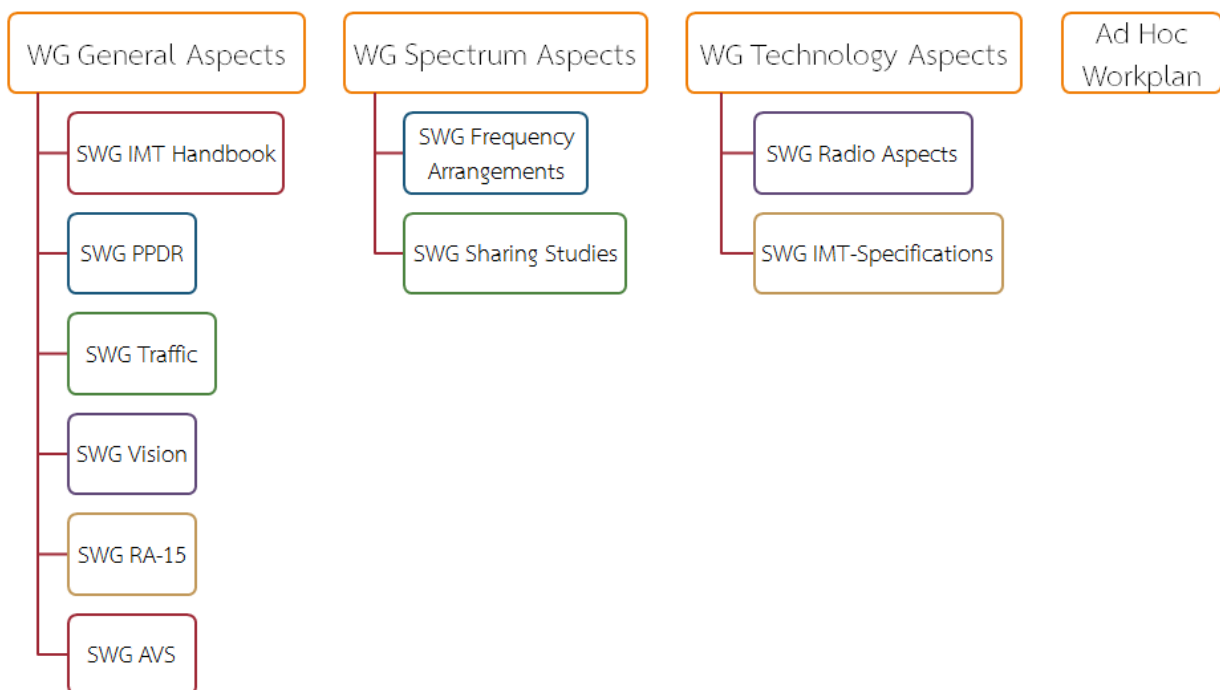 WG General Aspects
SWG IMT Handbook
SWG PPDR
SWG Traffic
SWG Vision
SWG RA-15
SWG AVS
WG Spectrum Aspects
SWG Frequency
Arrangements
SWG Sharing Studies
WG Technology Aspects
SWG Radio Aspects
SWG IMT-Specifications
Ad Hoc
Workplan